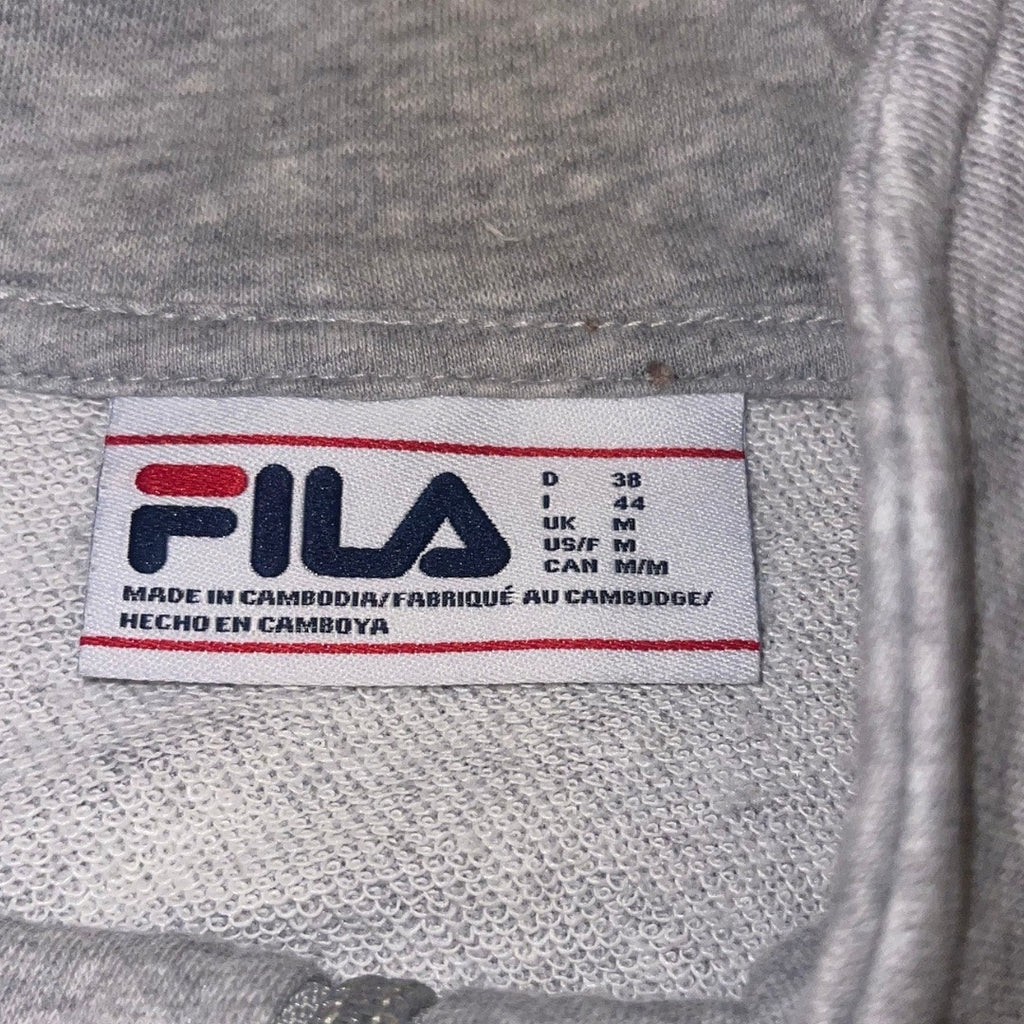 FILA
D 38
I 44
UK M
US/F M
CAN M/M
MADE IN CAMBODIA/FABRIQUÉ AU CAMBODGE/
HECHO EN CAMBOYA